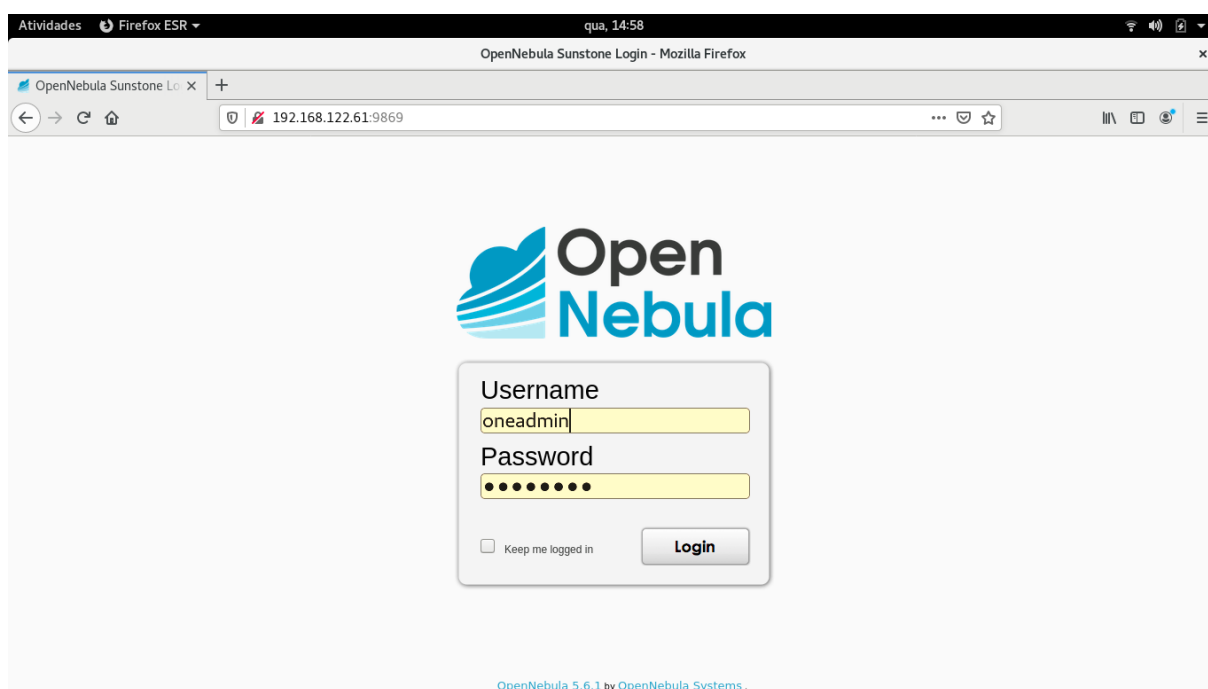 Atividades Firefox ESR qua, 14:58
OpenNebula Sunstone Login - Mozilla Firefox
OpenNebula Sunstone Lo
192.168.122.61:9869
Open
Nebula
Username
oneadmin
Password
Keep me logged in Login
OpenNebula 5.6.1 by OpenNebula Systems.